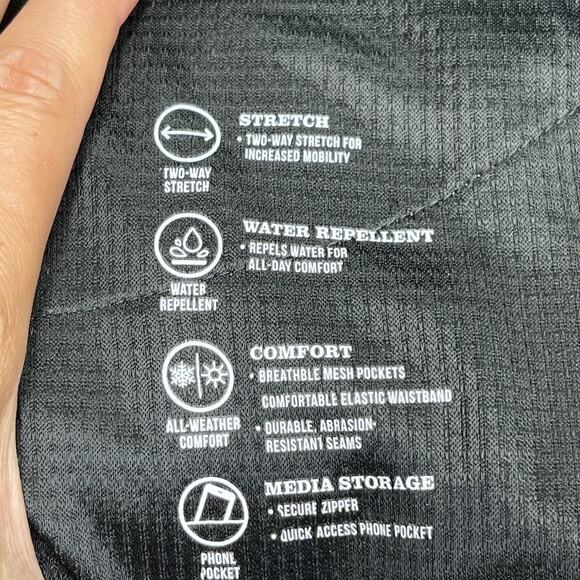 STRETCH
• TWO-WAY STRETCH FOR
INCREASED MOBILITY
TWO-WAY
STRETCH
WATER REPELLENT
• REPELS WATER FOR
ALL-DAY COMFORT
WATER
REPELLENT
COMFORT
• BREATHBLE MESH POCKETS
COMFORTABLE ELASTIC WAISTBAND
• DURABLE, ABRASION-
RESISTANT SEAMS
ALL-WEATHER
COMFORT
MEDIA STORAGE
• SECURE ZIPPER
• QUICK ACCESS PHONE POCKET
PHONE
POCKET